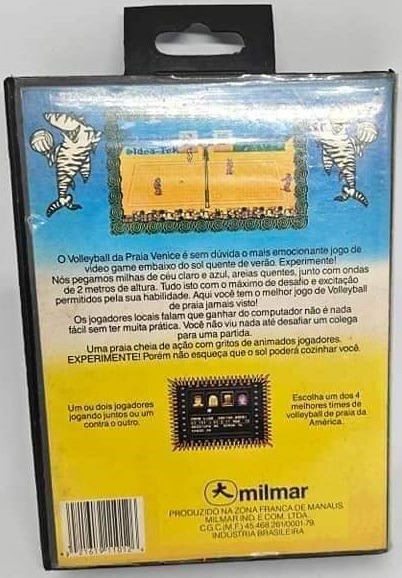 Idea-Tek
O Volleyball da Praia Venice é sem dúvida o mais emocionante jogo de
video game embaixo do sol quente de verão. Experimente!
Nós pegamos milhas de céu claro e azul, areias quentes, junto com ondas
de 2 metros de altura. Tudo isto com o máximo de desafio e excitação
permitidos pela sua habilidade. Aqui você tem o melhor jogo de Volleyball
de praia jamais visto!
Os jogadores locais falam que ganhar do computador não é nada
fácil sem ter muita prática. Você não viu nada até desafiar um colega
para uma partida.
Uma praia cheia de ação com gritos de animados jogadores.
EXPERIMENTE! Porém não esqueça que o sol poderá cozinhar você.
Um ou dois jogadores
jogando juntos ou um
contra o outro.
Escolha um dos 4
melhores times de
volleyball de praia da
América.
milmar
PRODUZIDO NA ZONA FRANCA DE MANAUS.
MILMAR IND. E COM. LTDA.
C.G.C.(M.F.) 45.468.261/0001-79.
INDÚSTRIA BRASILEIRA